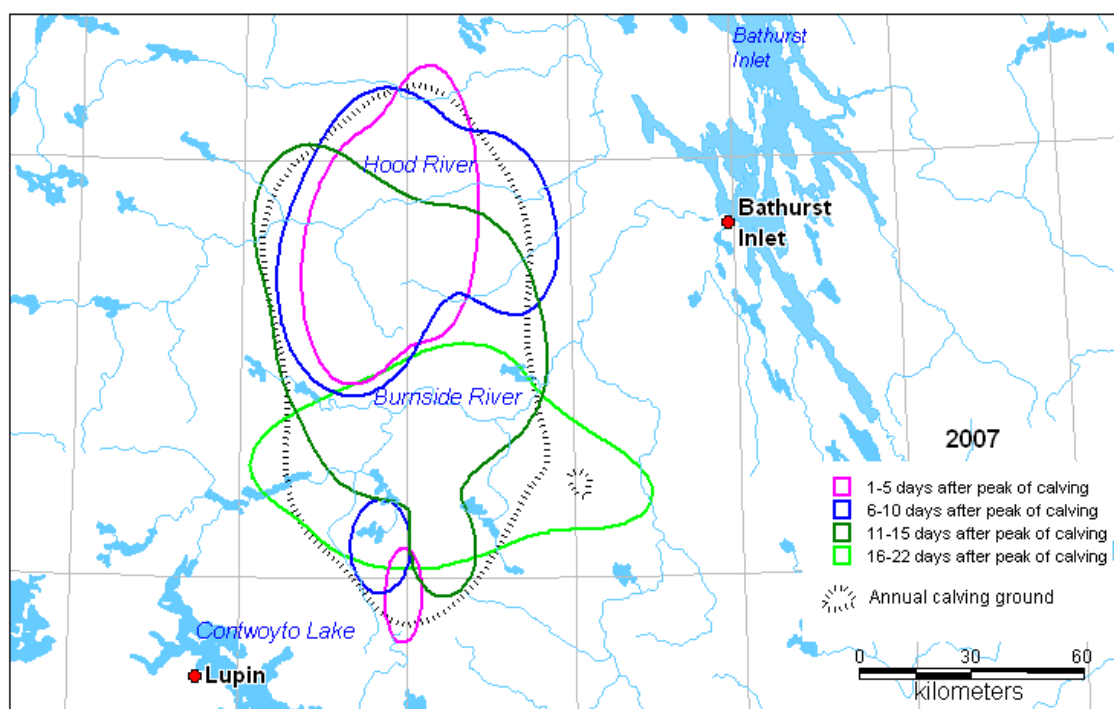 Bathurst
Inlet
Hood River
Bathurst
Inlet
Burnside River
2007
1-5 days after peak of calving
6-10 days after peak of calving
11-15 days after peak of calving
16-22 days after peak of calving
Annual calving ground
Contwoyto Lake
Lupin
0 30 60
kilometers